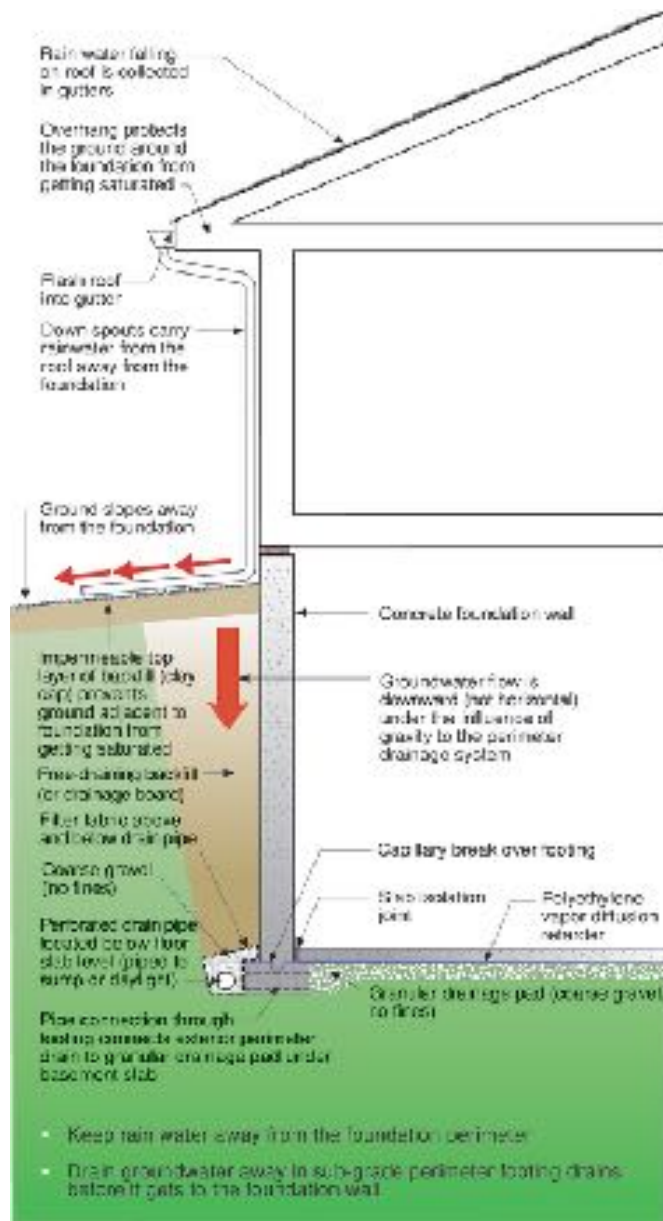 Rain water falling
on roof is collected
in gutters
Overhang protects
the ground around
the foundation from
getting saturated
Flash roof
into gutter
Down spouts carry
rainwater from the
roof away from the
foundation
Ground slopes away
from the foundation
Concrete foundation wall
Impermeable top
layer of backfill (clay
cap) prevents
ground adjacent to
foundation from
getting saturated
Groundwater flow is
downward (not horizontal)
under the influence of
gravity to the perimeter
drainage system
Free-draining backfill
(or drainage board)
Filter fabric above
and below drain pipe
Capillary break over footing
Coarse gravel
(no fines)
Slab isolation
joint
Polyethylene
vapor diffusion
retarder
Perforated drain pipe
located below floor
slab level (piped to
sump or daylight)
Granular drainage pad (coarse gravel,
no fines)
Pipe connection through
footing connects exterior perimeter
drain to granular drainage pad under
basement slab
• Keep rain water away from the foundation perimeter
• Drain groundwater away in sub-grade perimeter footing drains
before it gets to the foundation wall